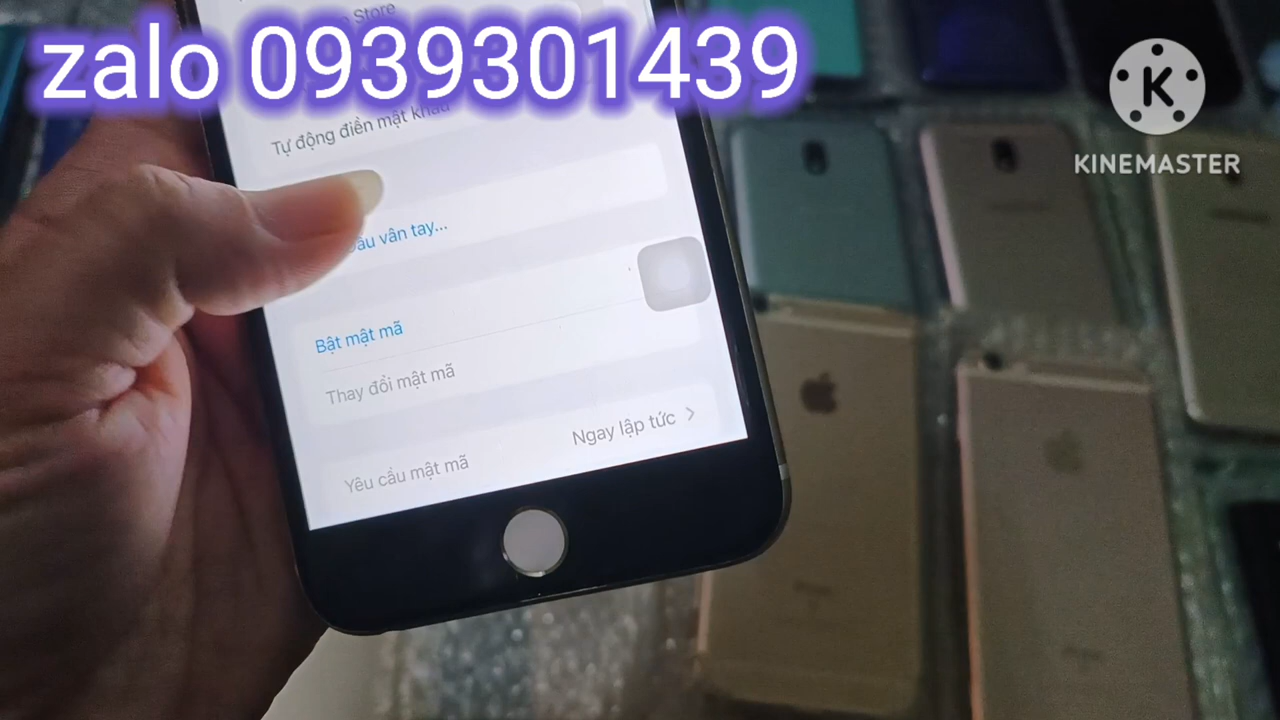 Store
zalo 0939301439
K
KINEMASTER
Tự động điền mật khẩu
vân tay...
Bật mật mã
Thay đổi mật mã
Ngay lập tức >
Yêu cầu mật mã